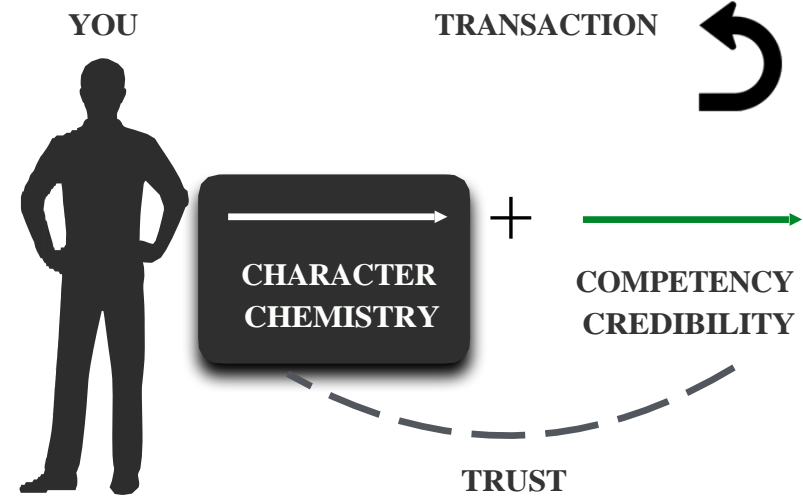 YOU
TRANSACTION
CHARACTER
CHEMISTRY
COMPETENCY
CREDIBILITY
TRUST